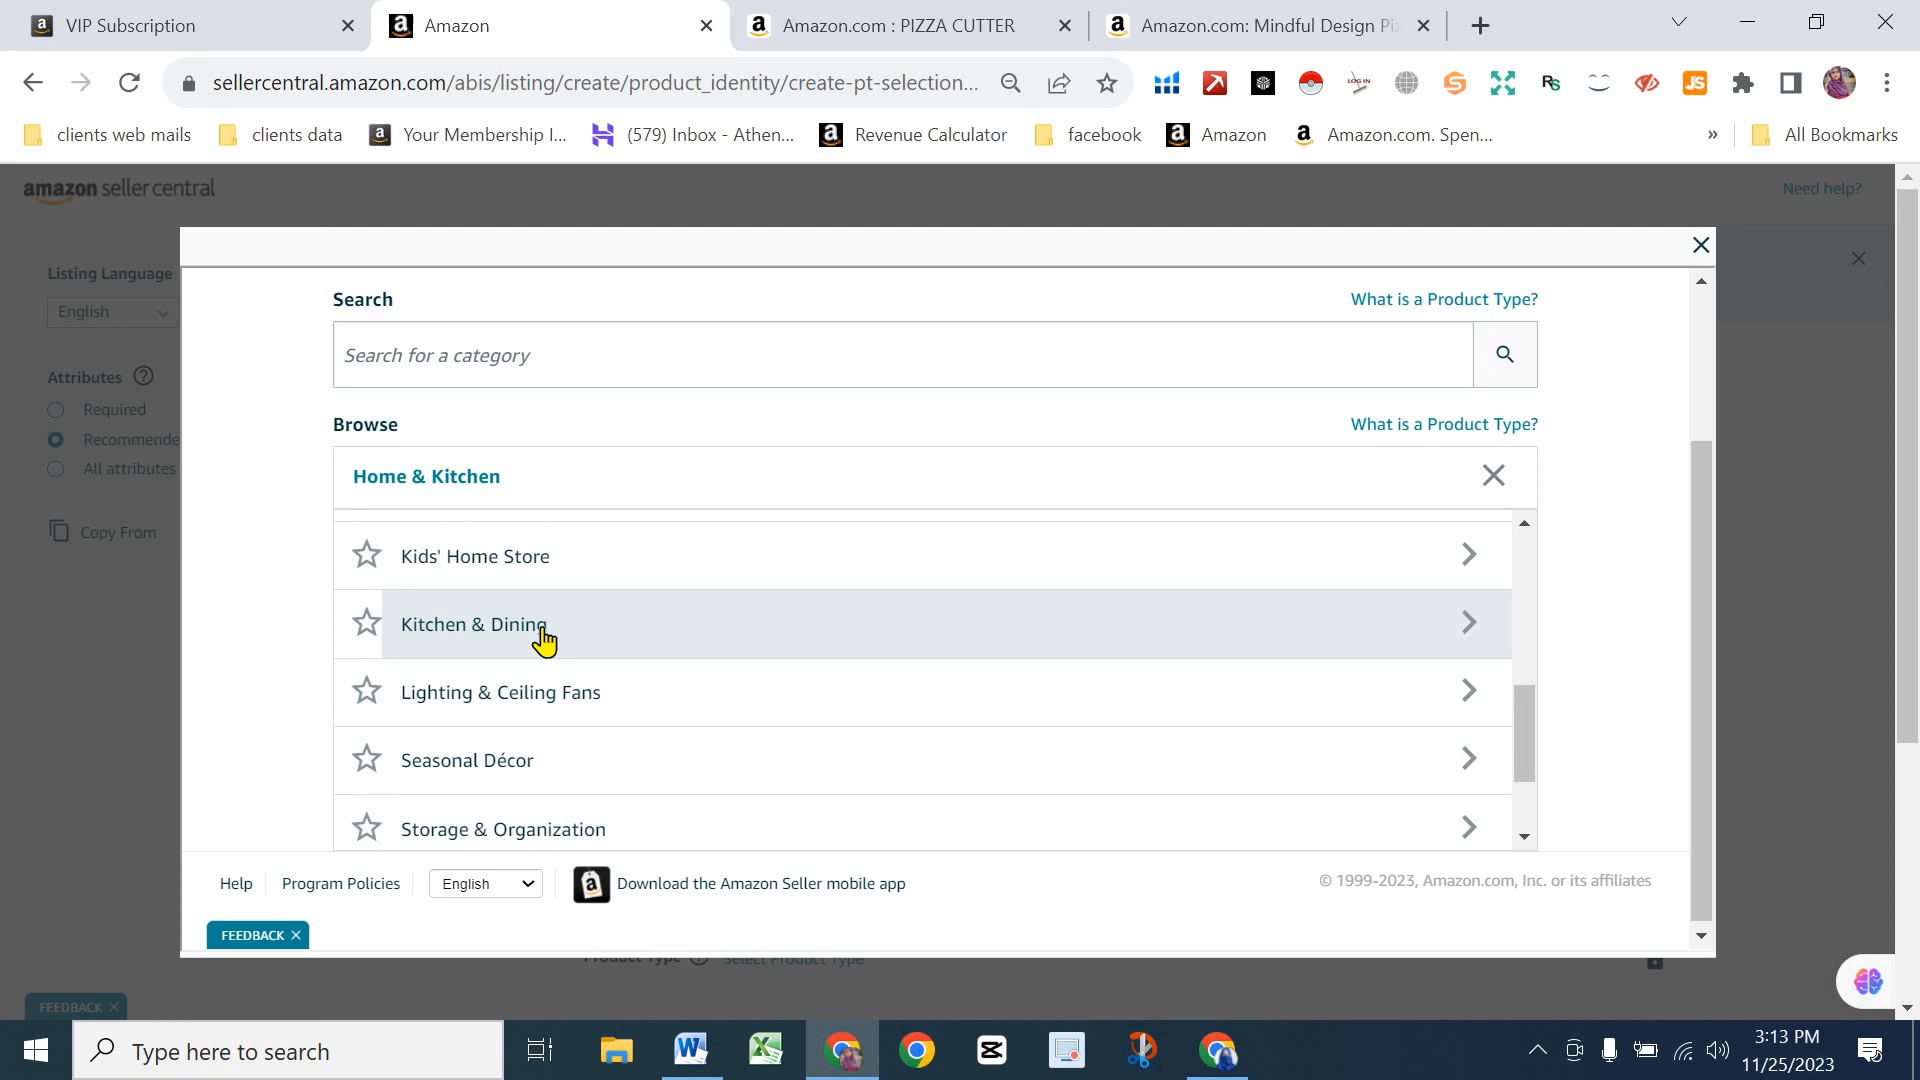 VIP Subscription
Amazon
Amazon.com : PIZZA CUTTER
Amazon.com: Mindful Design Pi
sellercentral.amazon.com/abis/listing/create/product_identity/create-pt-selection...
clients web mails
clients data
Your Membership I...
(579) Inbox - Athen...
Revenue Calculator
facebook
Amazon
Amazon.com. Spen...
»
All Bookmarks
amazon seller central
Need help?
Listing Language
English
Attributes
Required
Recommende
All attributes
Copy From
Search
What is a Product Type?
Search for a category
Browse
What is a Product Type?
Home & Kitchen
Kids' Home Store
Kitchen & Dining
Lighting & Ceiling Fans
Seasonal Décor
Storage & Organization
Help
Program Policies
English
Download the Amazon Seller mobile app
© 1999-2023, Amazon.com, Inc. or its affiliates
FEEDBACK
Product Type
Select Product Type
FEEDBACK
Type here to search
3:13 PM
11/25/2023